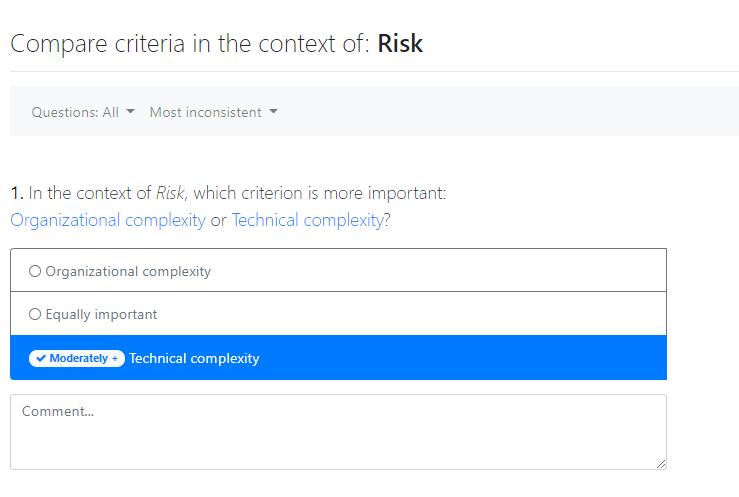 Compare criteria in the context of: Risk
Questions: All Most inconsistent
1. In the context of Risk, which criterion is more important:
Organizational complexity or Technical complexity?
Organizational complexity
Equally important
Moderately + Technical complexity
Comment...